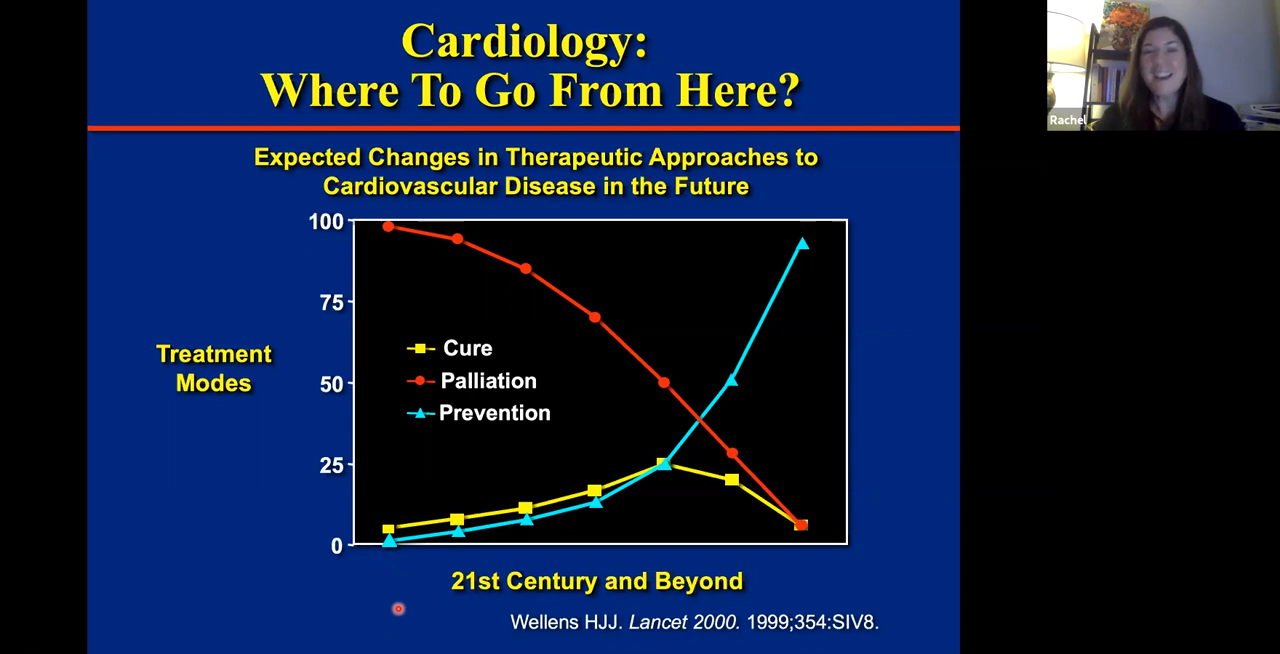 Cardiology:
Where To Go From Here?
Rachel
Expected Changes in Therapeutic Approaches to
Cardiovascular Disease in the Future
100
75
50
25
0
Treatment
Modes
Cure
Palliation
Prevention
21st Century and Beyond
Wellens HJJ. Lancet 2000. 1999;354:SIV8.